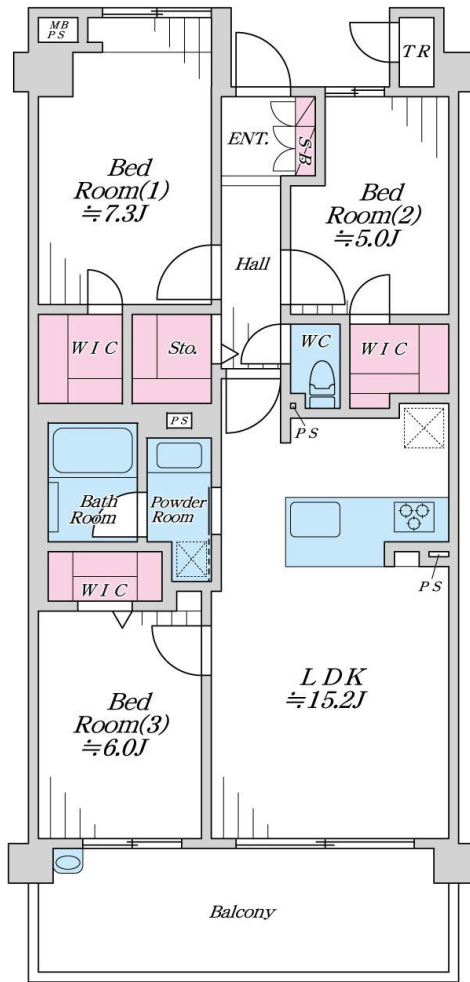 MB
PS
TR
ENT.
S-B
Bed
Room(1)
≒7.3J
Bed
Room(2)
≒5.0J
Hall
WIC
Sto.
WC
WIC
PS
PS
Bath
Room
Powder
Room
PS
WIC
Bed
Room(3)
≒6.0J
LDK
≒15.2J
Balcony